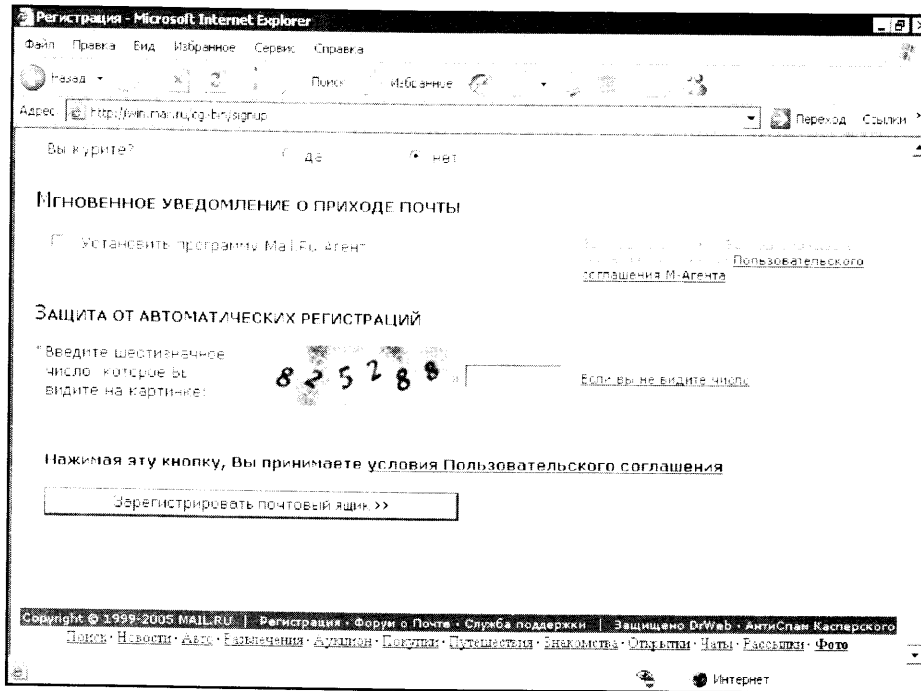 Регистрация - Microsoft Internet Explorer
Файл Правка Вид Избранное Сервис Справка
Назад Поиск Избранное
Адрес http://win.mail.ru/cgi-bin/signup Переход Ссылки
Вы курите? да нет
МГНОВЕННОЕ УВЕДОМЛЕНИЕ О ПРИХОДЕ ПОЧТЫ
Установить программу Mail.Ru Агент
Пользовательского
соглашения М-Агента
ЗАЩИТА ОТ АВТОМАТИЧЕСКИХ РЕГИСТРАЦИЙ
*Введите шестизначное
число, которое Вы
видите на картинке:
825288
Если вы не видите число
Нажимая эту кнопку, Вы принимаете условия Пользовательского соглашения
Зарегистрировать почтовый ящик >>
Copyright © 1999-2005 MAIL.RU | Регистрация · Форум о Почте · Служба поддержки | Защищено DrWeb · АнтиСпам Касперского
Поиск · Новости · Авто · Развлечения · Аукцион · Покупки · Путешествия · Знакомства · Открытки · Чаты · Рассылки · Фото
Интернет